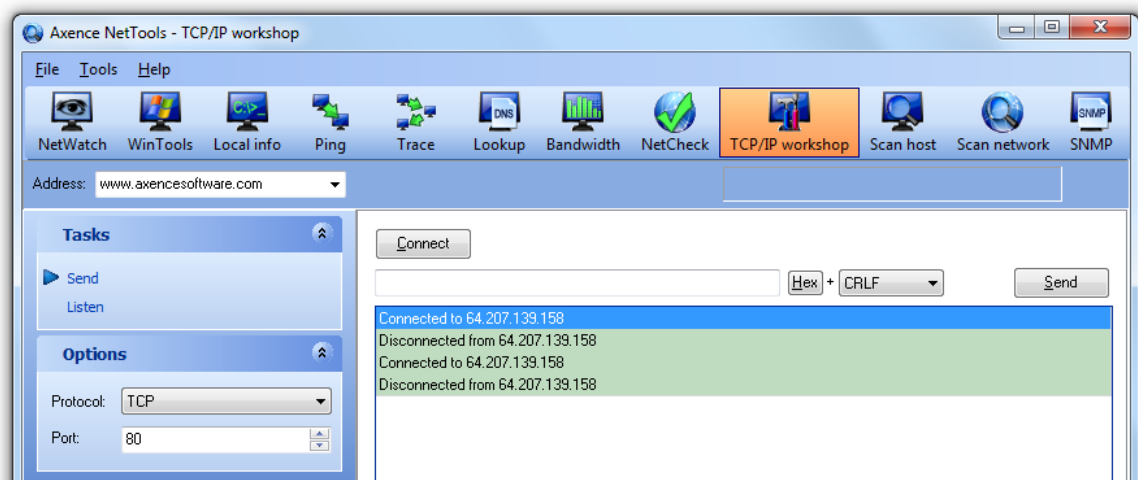 Axence NetTools - TCP/IP workshop
File Tools Help
C:\>_ DNS SNMP
NetWatch WinTools Local info Ping Trace Lookup Bandwidth NetCheck TCP/IP workshop Scan host Scan network SNMP
Address: www.axencesoftware.com
Tasks
Connect
Send
Hex + CRLF Send
Listen
Connected to 64.207.139.158
Disconnected from 64.207.139.158
Options
Connected to 64.207.139.158
Disconnected from 64.207.139.158
Protocol: TCP
Port: 80